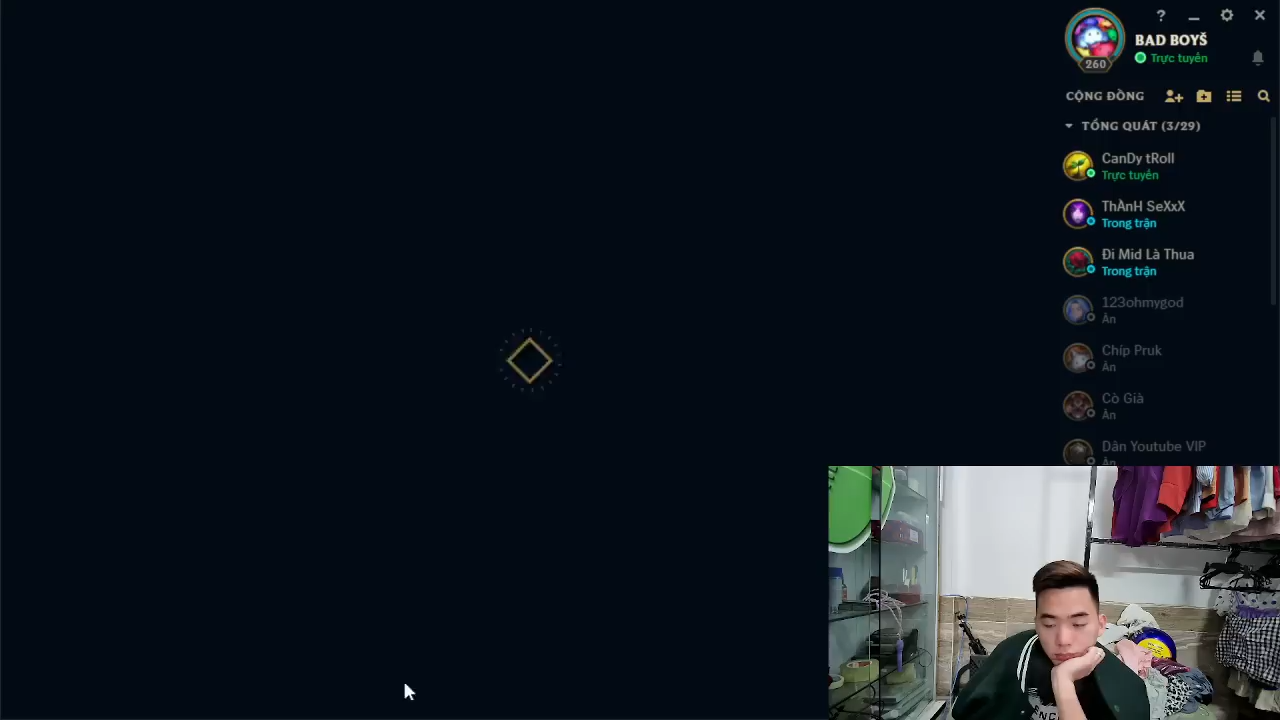 ?
BAD BOYŠ
260
Trực tuyến
CỘNG ĐỒNG
TỔNG QUÁT (3/29)
CanDy tRoll
Trực tuyến
ThÀnH SeXxX
Trong trận
Đi Mid Là Thua
Trong trận
123ohmygod
Ẩn
Chíp Pruk
Ẩn
Cò Già
Ẩn
Dân Youtube VIP
Ẩn